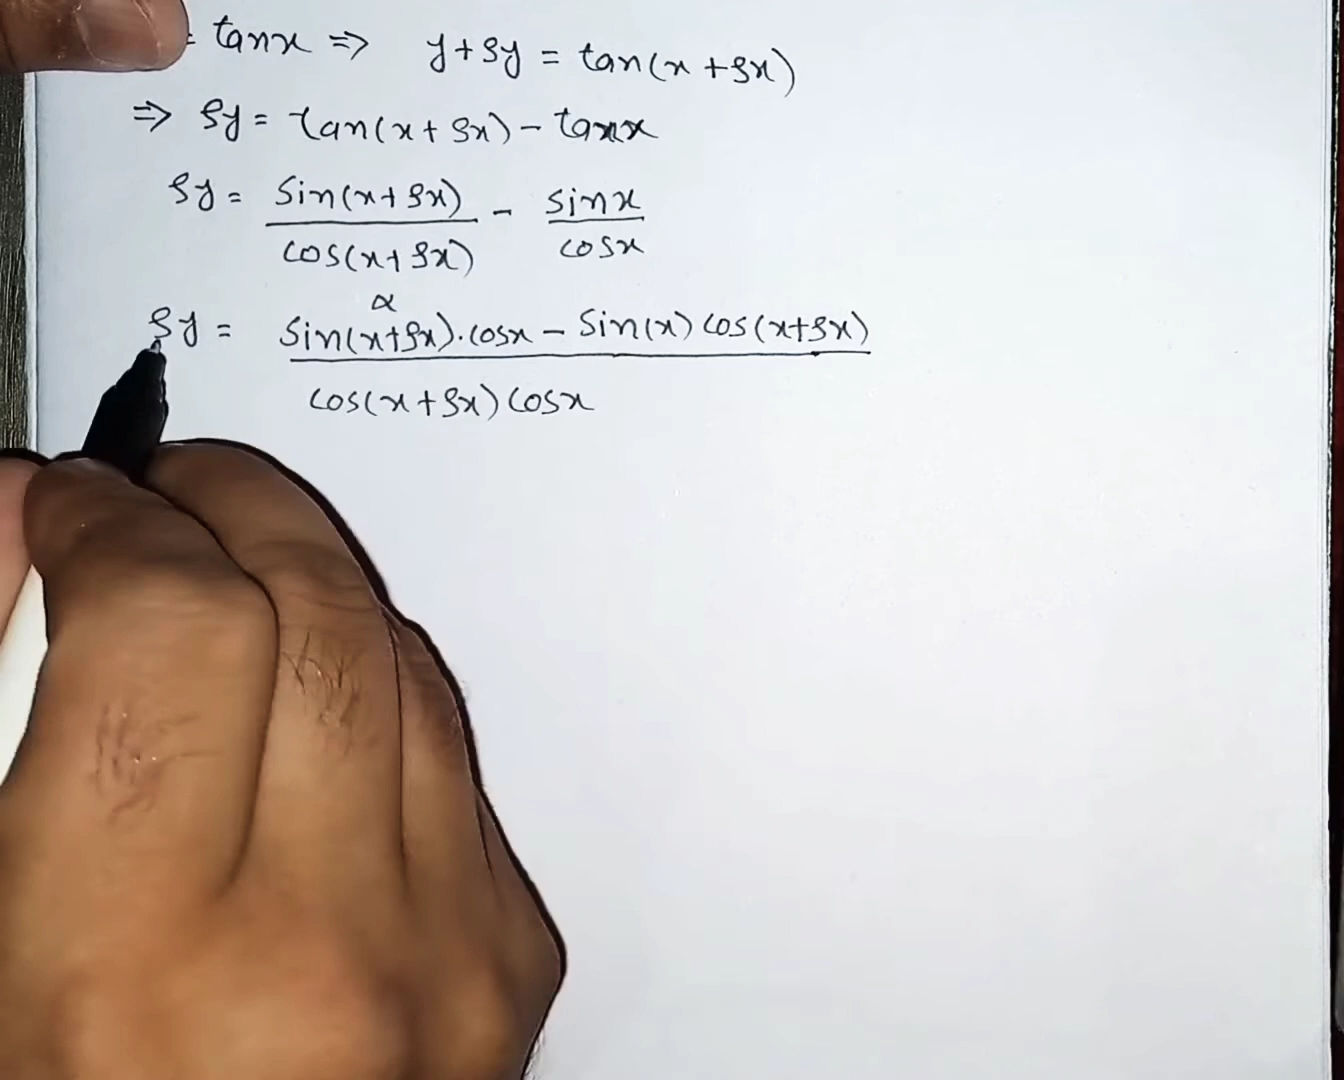 = tanx ⇒ y+δy = tan(x+δx)
⇒ δy = tan(x+δx) - tanx
δy = sin(x+δx)/cos(x+δx) - sinx/cosx
α
δy = sin(x+δx).cosx - sin(x) cos(x+δx)
cos(x+δx) cosx